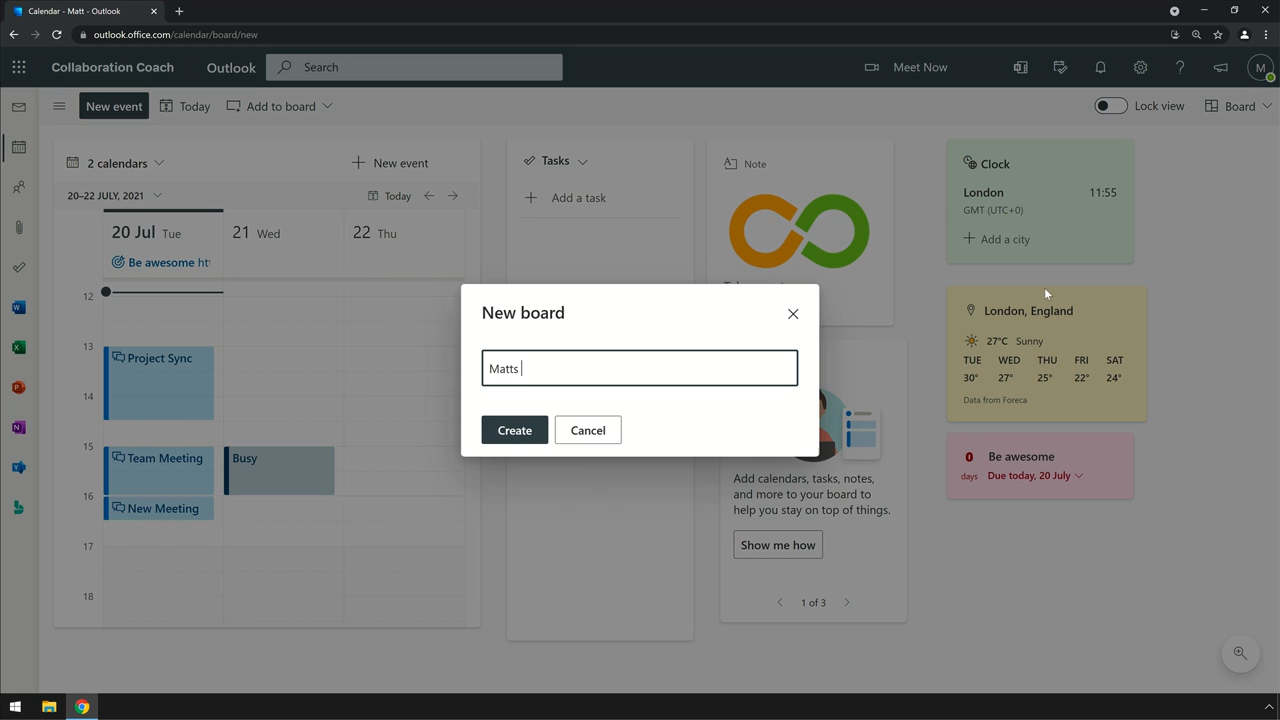 Calendar - Matt - Outlook
outlook.office.com/calendar/board/new
Collaboration Coach
Outlook
Search
Meet Now
M
New event
Today
Add to board
Lock view
Board
2 calendars
New event
20–22 JULY, 2021
Today
20 Jul Tue
21 Wed
22 Thu
Be awesome
12
13
14
15
16
17
18
Project Sync
Team Meeting
Busy
New Meeting
Tasks
Add a task
Note
New board
Matts
Create
Cancel
Add calendars, tasks, notes,
and more to your board to
help you stay on top of things.
Show me how
1 of 3
Clock
London 11:55
GMT (UTC+0)
Add a city
London, England
27°C Sunny
TUE WED THU FRI SAT
30° 27° 25° 22° 24°
Data from Foreca
0 Be awesome
days Due today, 20 July